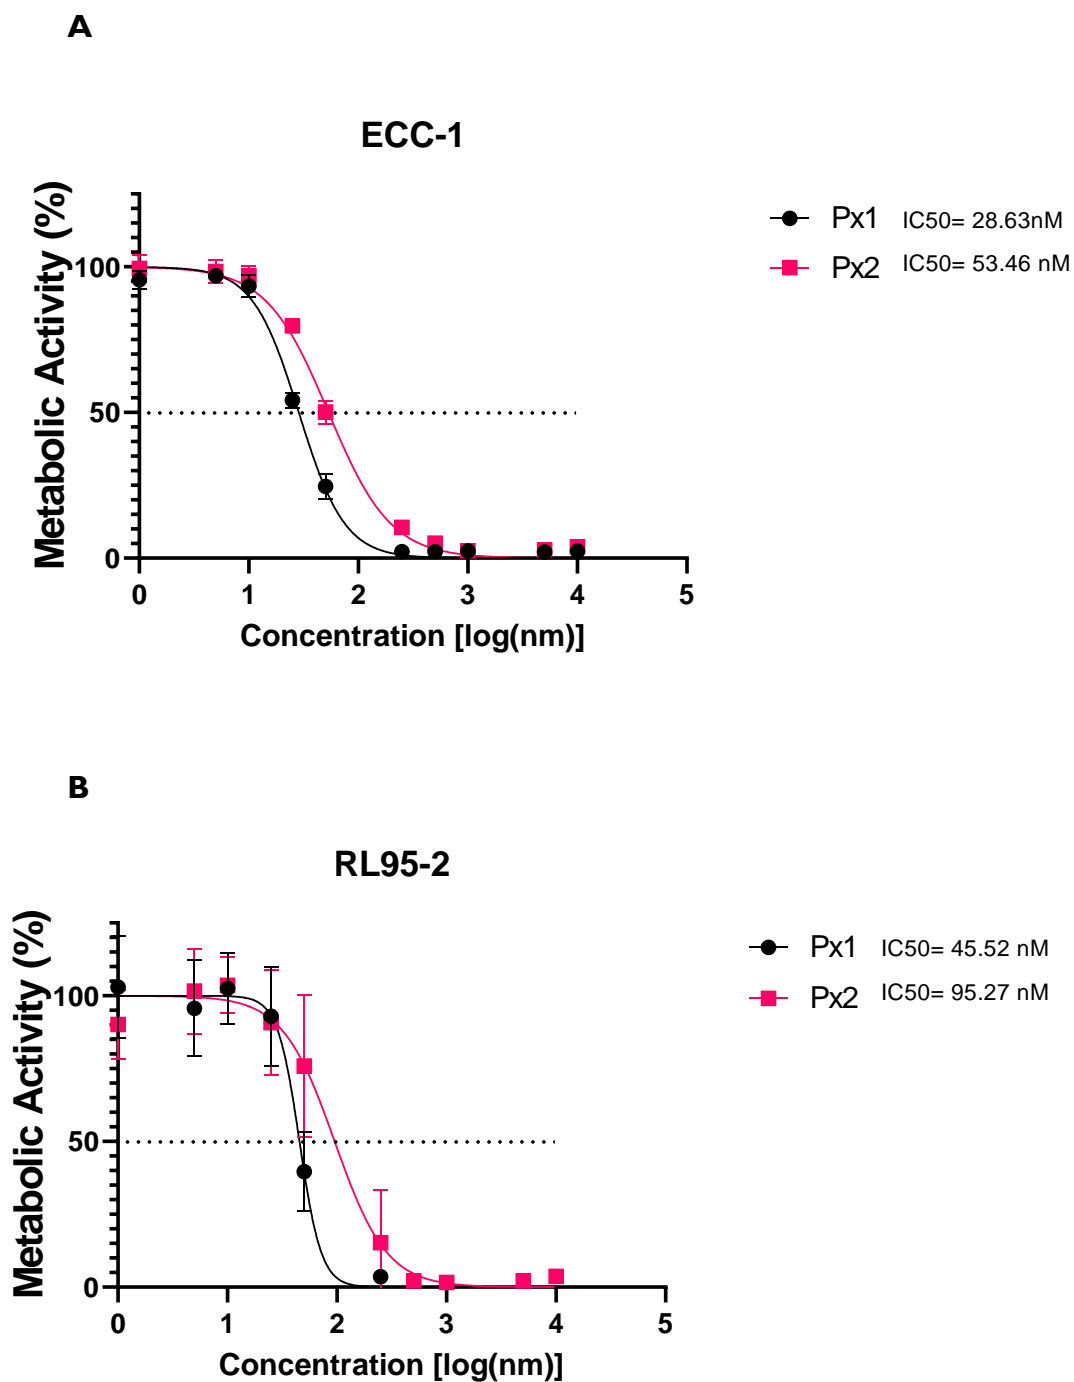 A
ECC-1
Metabolic Activity (%)
100
50
0
0 1 2 3 4 5
Concentration [log(nm)]
Px1 IC50= 28.63nM
Px2 IC50= 53.46 nM
B
RL95-2
Metabolic Activity (%)
100
50
0
0 1 2 3 4 5
Concentration [log(nm)]
Px1 IC50= 45.52 nM
Px2 IC50= 95.27 nM